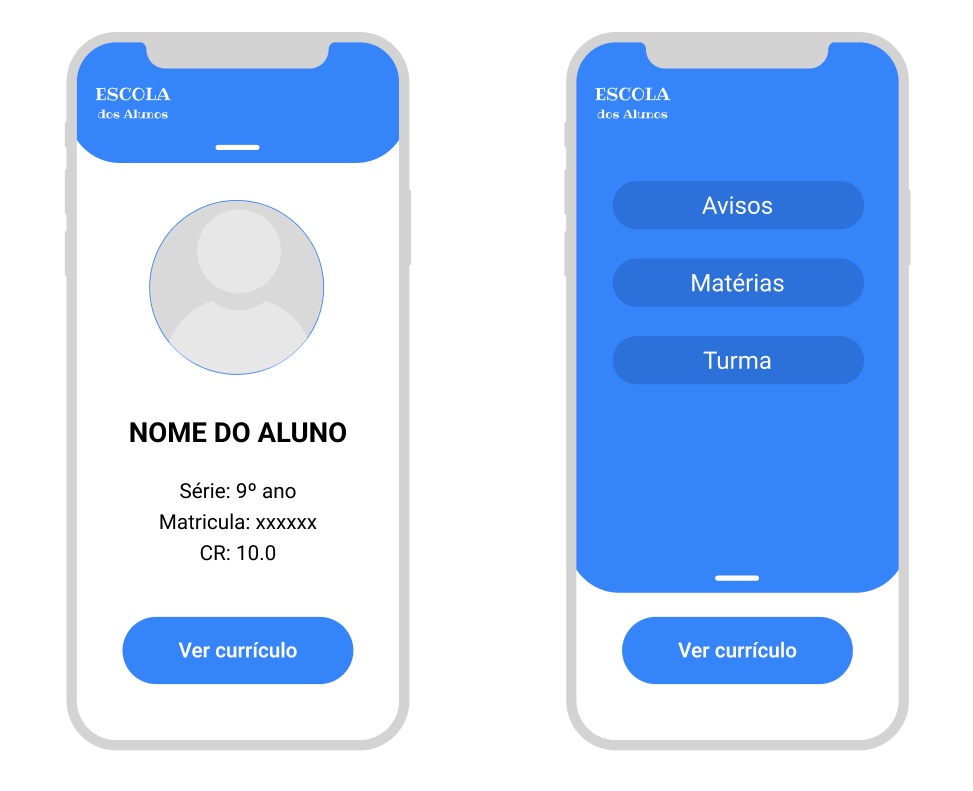 ESCOLA
dos Alunos
NOME DO ALUNO
Série: 9º ano
Matricula: xxxxxx
CR: 10.0
Ver currículo
ESCOLA
dos Alunos
Avisos
Matérias
Turma
Ver currículo